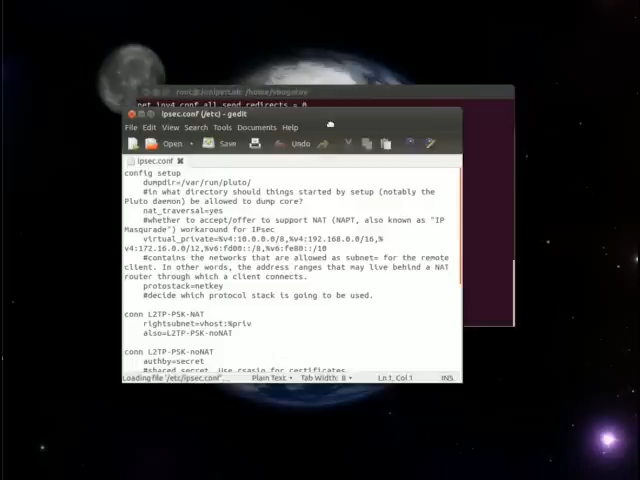 /home/
net.ipv4.conf.all.send_redirects = 0
ipsec.conf (/etc) - gedit
File Edit View Search Tools Documents Help
Open Save Undo
ipsec.conf
config setup
dumpdir=/var/run/pluto/
#in what directory should things started by setup (notably the
Pluto daemon) be allowed to dump core?
nat_traversal=yes
#whether to accept/offer to support NAT (NAPT, also known as "IP
Masqurade") workaround for IPsec
virtual_private=%v4:10.0.0.0/8,%v4:192.168.0.0/16,%
v4:172.16.0.0/12,%v6:fd00::/8,%v6:fe80::/10
#contains the networks that are allowed as subnet= for the remote
client. In other words, the address ranges that may live behind a NAT
router through which a client connects.
protostack=netkey
#decide which protocol stack is going to be used.
conn L2TP-PSK-NAT
rightsubnet=vhost:%priv
also=L2TP-PSK-noNAT
conn L2TP-PSK-noNAT
authby=secret
#shared secret. Use rsasig for certificates.
Loading file '/etc/ipsec.conf'... Plain Text Tab Width: 8 Ln 1, Col 1 INS